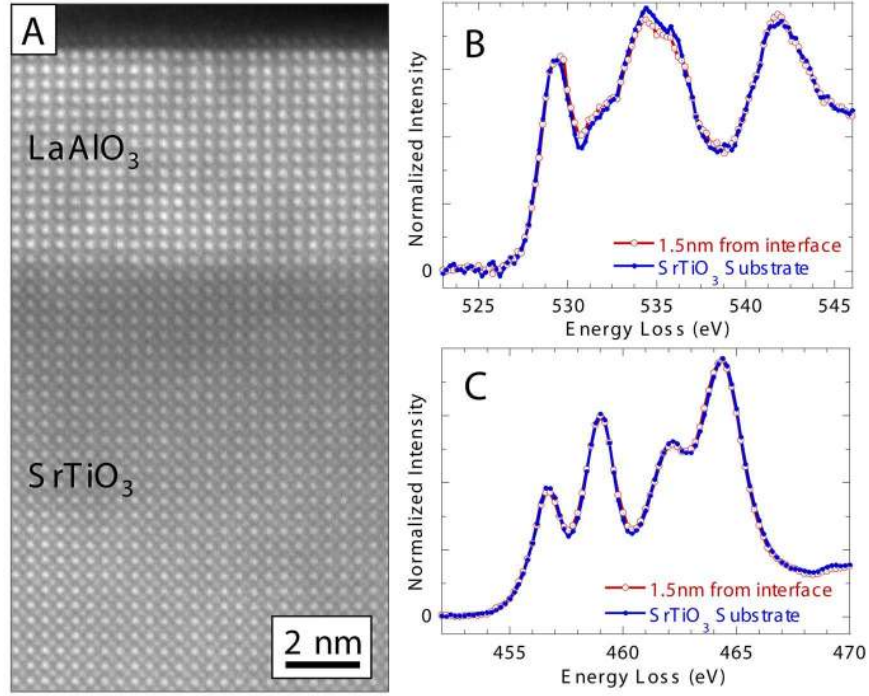 A
LaAlO₃
SrTiO₃
2 nm
B
Normalized Intensity
0
1.5nm from interface
SrTiO₃ Substrate
525 530 535 540 545
Energy Loss (eV)
C
Normalized Intensity
0
1.5nm from interface
SrTiO₃ Substrate
455 460 465 470
Energy Loss (eV)